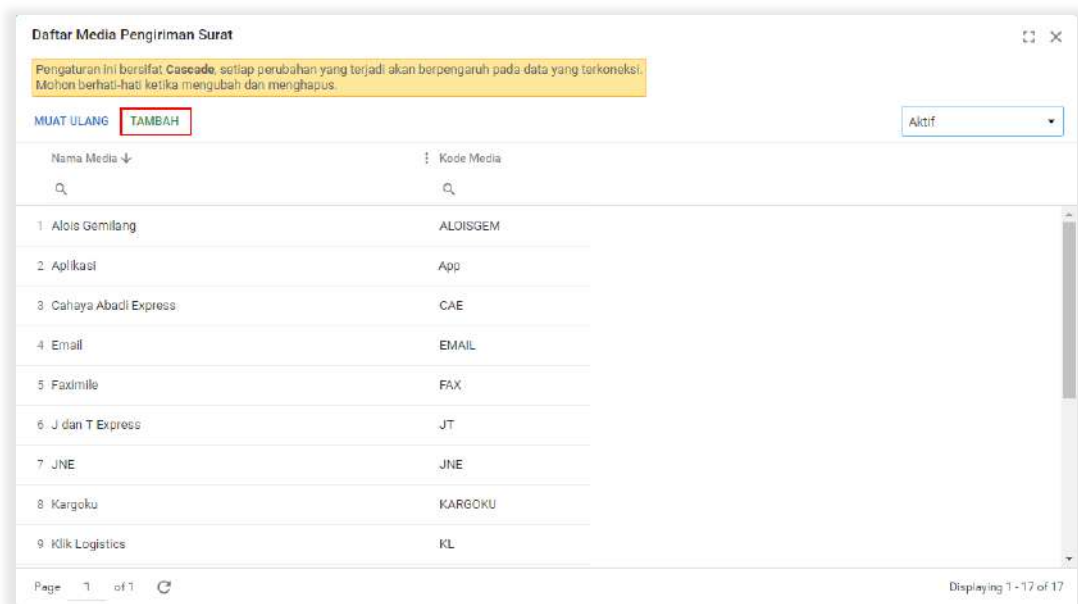 Daftar Media Pengiriman Surat
Pengaturan ini bersifat Cascade, setiap perubahan yang terjadi akan berpengaruh pada data yang terkoneksi.
Mohon berhati-hati ketika mengubah dan menghapus.
MUAT ULANG TAMBAH Aktif
Nama Media Kode Media
1 Alois Gemilang ALOISGEM
2 Aplikasi App
3 Cahaya Abadi Express CAE
4 Email EMAIL
5 Faximile FAX
6 J dan T Express JT
7 JNE JNE
8 Kargoku KARGOKU
9 Klik Logistics KL
Page 1 of 1 Displaying 1 - 17 of 17